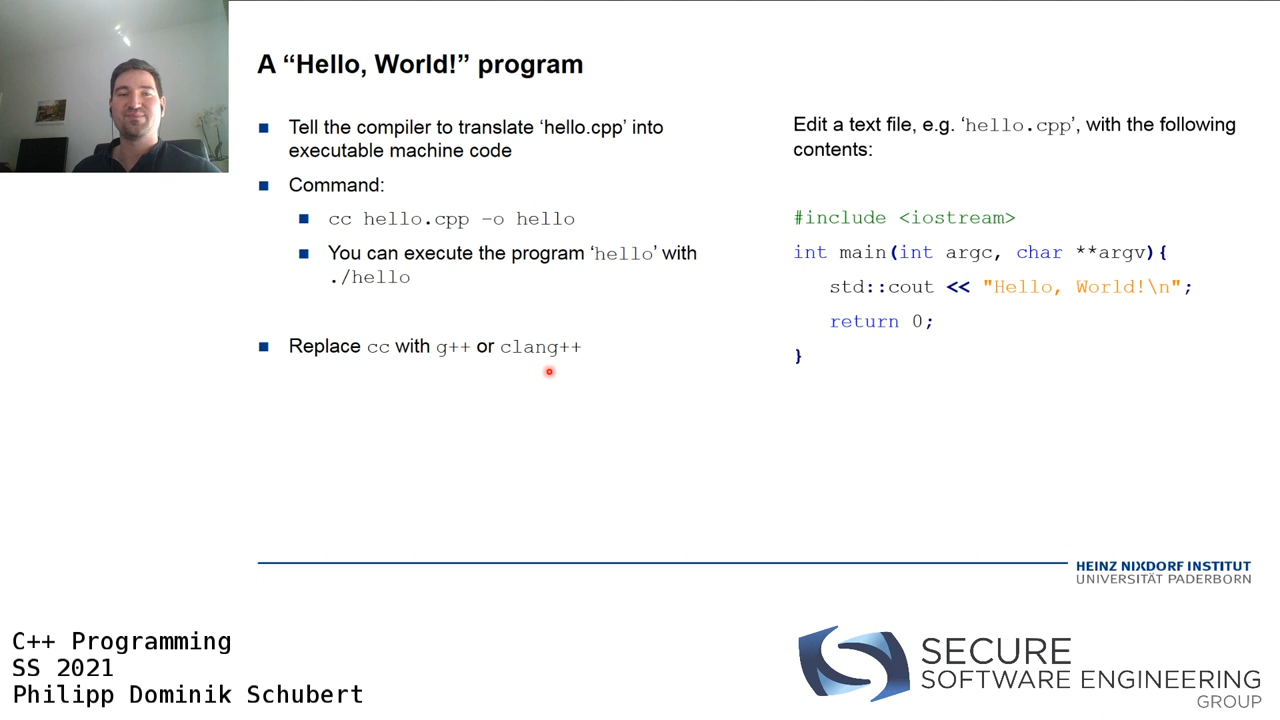 A “Hello, World!” program
Tell the compiler to translate ‘hello.cpp’ into
executable machine code
Command:
cc hello.cpp –o hello
You can execute the program ‘hello’ with
./hello
Replace cc with g++ or clang++
Edit a text file, e.g. ‘hello.cpp’, with the following
contents:
#include <iostream>
int main(int argc, char **argv){
std::cout << "Hello, World!\n";
return 0;
}
HEINZ NIXDORF INSTITUT
UNIVERSITÄT PADERBORN
C++ Programming
SS 2021
Philipp Dominik Schubert
SECURE
SOFTWARE ENGINEERING
GROUP